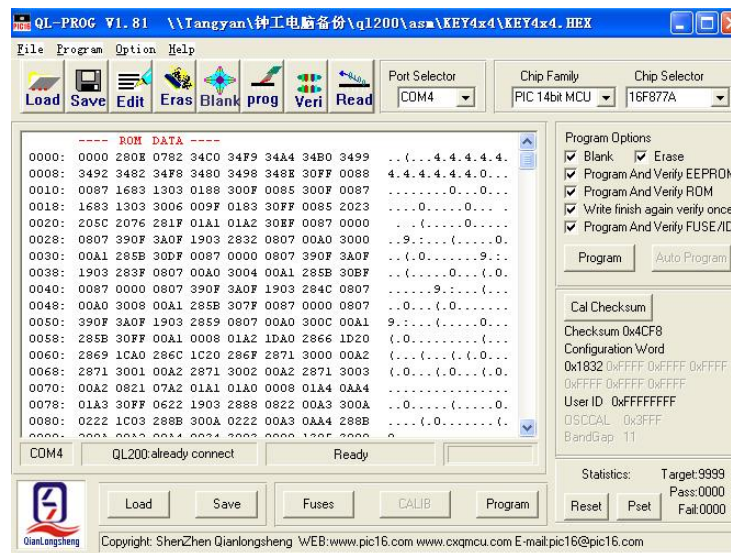 QL-PROG V1.81 \\Tangyan\钟工电脑备份\ql200\asm\KEY4x4\KEY4x4.HEX
File Program Option Help
Load Save Edit Eras Blank prog Veri Read
Port Selector
COM4
Chip Family
PIC 14bit MCU
Chip Selector
16F877A
---- ROM DATA ----
0000: 0000 280E 0782 34C0 34F9 34A4 34B0 3499 ..(...4.4.4.4.4.
0008: 3492 3482 34F8 3480 3498 348E 30FF 0088 4.4.4.4.4.4.0...
0010: 0087 1683 1303 0188 300F 0085 300F 0087 ........0...0...
0018: 1683 1303 3006 009F 0183 30FF 0085 2023 ....0.....0... 
0020: 205C 2076 281F 01A1 01A2 30EF 0087 0000 . .(.....0.....
0028: 0807 390F 3A0F 1903 2832 0807 00A0 3000 ..9.:...(.....0.
0030: 00A1 285B 30DF 0087 0000 0807 390F 3A0F ..(.0.......9.:.
0038: 1903 283F 0807 00A0 3004 00A1 285B 30BF ..(.....0...(.0.
0040: 0087 0000 0807 390F 3A0F 1903 284C 0807 ......9.:...(...
0048: 00A0 3008 00A1 285B 307F 0087 0000 0807 ..0...(.0.......
0050: 390F 3A0F 1903 2859 0807 00A0 300C 00A1 9.:...(.....0...
0058: 285B 30FF 00A1 0008 01A2 1DA0 2866 1D20 (.0.........(...
0060: 2869 1CA0 286C 1C20 286F 2871 3000 00A2 (...(...(.(.0...
0068: 2871 3001 00A2 2871 3002 00A2 2871 3003 (.0...(.0...(.0.
0070: 00A2 0821 07A2 01A1 01A0 0008 01A4 0AA4 ................
0078: 01A3 30FF 0622 1903 2888 0822 00A3 300A ..0.....(.....0.
0080: 0222 1C03 288B 300A 0222 00A3 0AA4 288B ....(.0.......(.
COM4
QL200:already connect
Ready
Program Options
Blank Erase
Program And Verify EEPROM
Program And Verify ROM
Write finish again verify once
Program And Verify FUSE/ID
Program Auto Program
Cal Checksum
Checksum 0x4CF8
Configuration Word
0x1832 0xFFFF 0xFFFF 0xFFFF
0xFFFF 0xFFFF 0xFFFF
User ID 0xFFFFFFFF
OSCCAL 0x3FFF
BandGap 11
Statistics: Target:9999
Pass:0000
Reset Pset Fail:0000
QianLongsheng
Load Save Fuses CALIB Program
Copyright: ShenZhen Qianlongsheng WEB:www.pic16.com www.cxqmcu.com E-mail:pic16@pic16.com